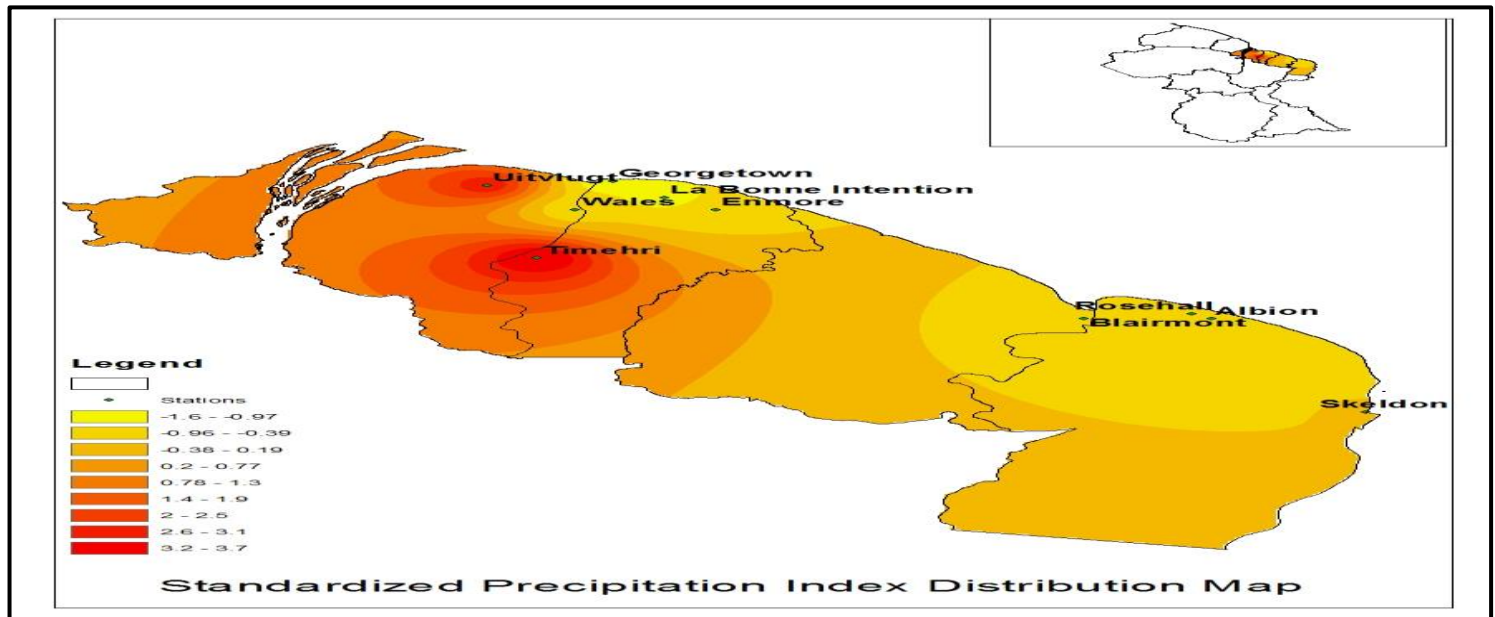 Georgetown
Uitvlugt
La Bonne Intention
Wales
Enmore
Timehri
Rosehall
Albion
Blairmont
Skeldon
Legend
Stations
-1.6 - -0.97
-0.96 - -0.39
-0.38 - 0.19
0.2 - 0.77
0.78 - 1.3
1.4 - 1.9
2 - 2.5
2.6 - 3.1
3.2 - 3.7
Standardized Precipitation Index Distribution Map